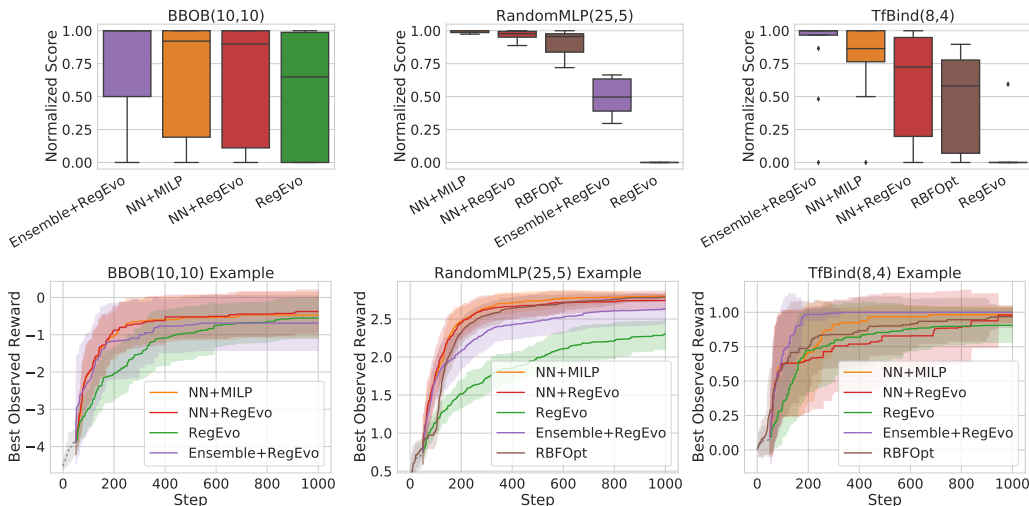 BBOB(10,10)
Normalized Score
1.00
0.75
0.50
0.25
0.00
Ensemble+RegEvo
NN+MILP
NN+RegEvo
RegEvo
RandomMLP(25,5)
Normalized Score
1.00
0.75
0.50
0.25
0.00
NN+MILP
NN+RegEvo
RBFOpt
Ensemble+RegEvo
RegEvo
TfBind(8,4)
Normalized Score
1.00
0.75
0.50
0.25
0.00
Ensemble+RegEvo
NN+MILP
NN+RegEvo
RBFOpt
RegEvo
BBOB(10,10) Example
Best Observed Reward
0
−1
−2
−3
−4
NN+MILP
NN+RegEvo
RegEvo
Ensemble+RegEvo
0 200 400 600 800 1000
Step
RandomMLP(25,5) Example
Best Observed Reward
2.5
2.0
1.5
1.0
0.5
NN+MILP
NN+RegEvo
RegEvo
Ensemble+RegEvo
RBFOpt
0 200 400 600 800 1000
Step
TfBind(8,4) Example
Best Observed Reward
1.00
0.75
0.50
0.25
0.00
NN+MILP
NN+RegEvo
RegEvo
Ensemble+RegEvo
RBFOpt
0 200 400 600 800 1000
Step